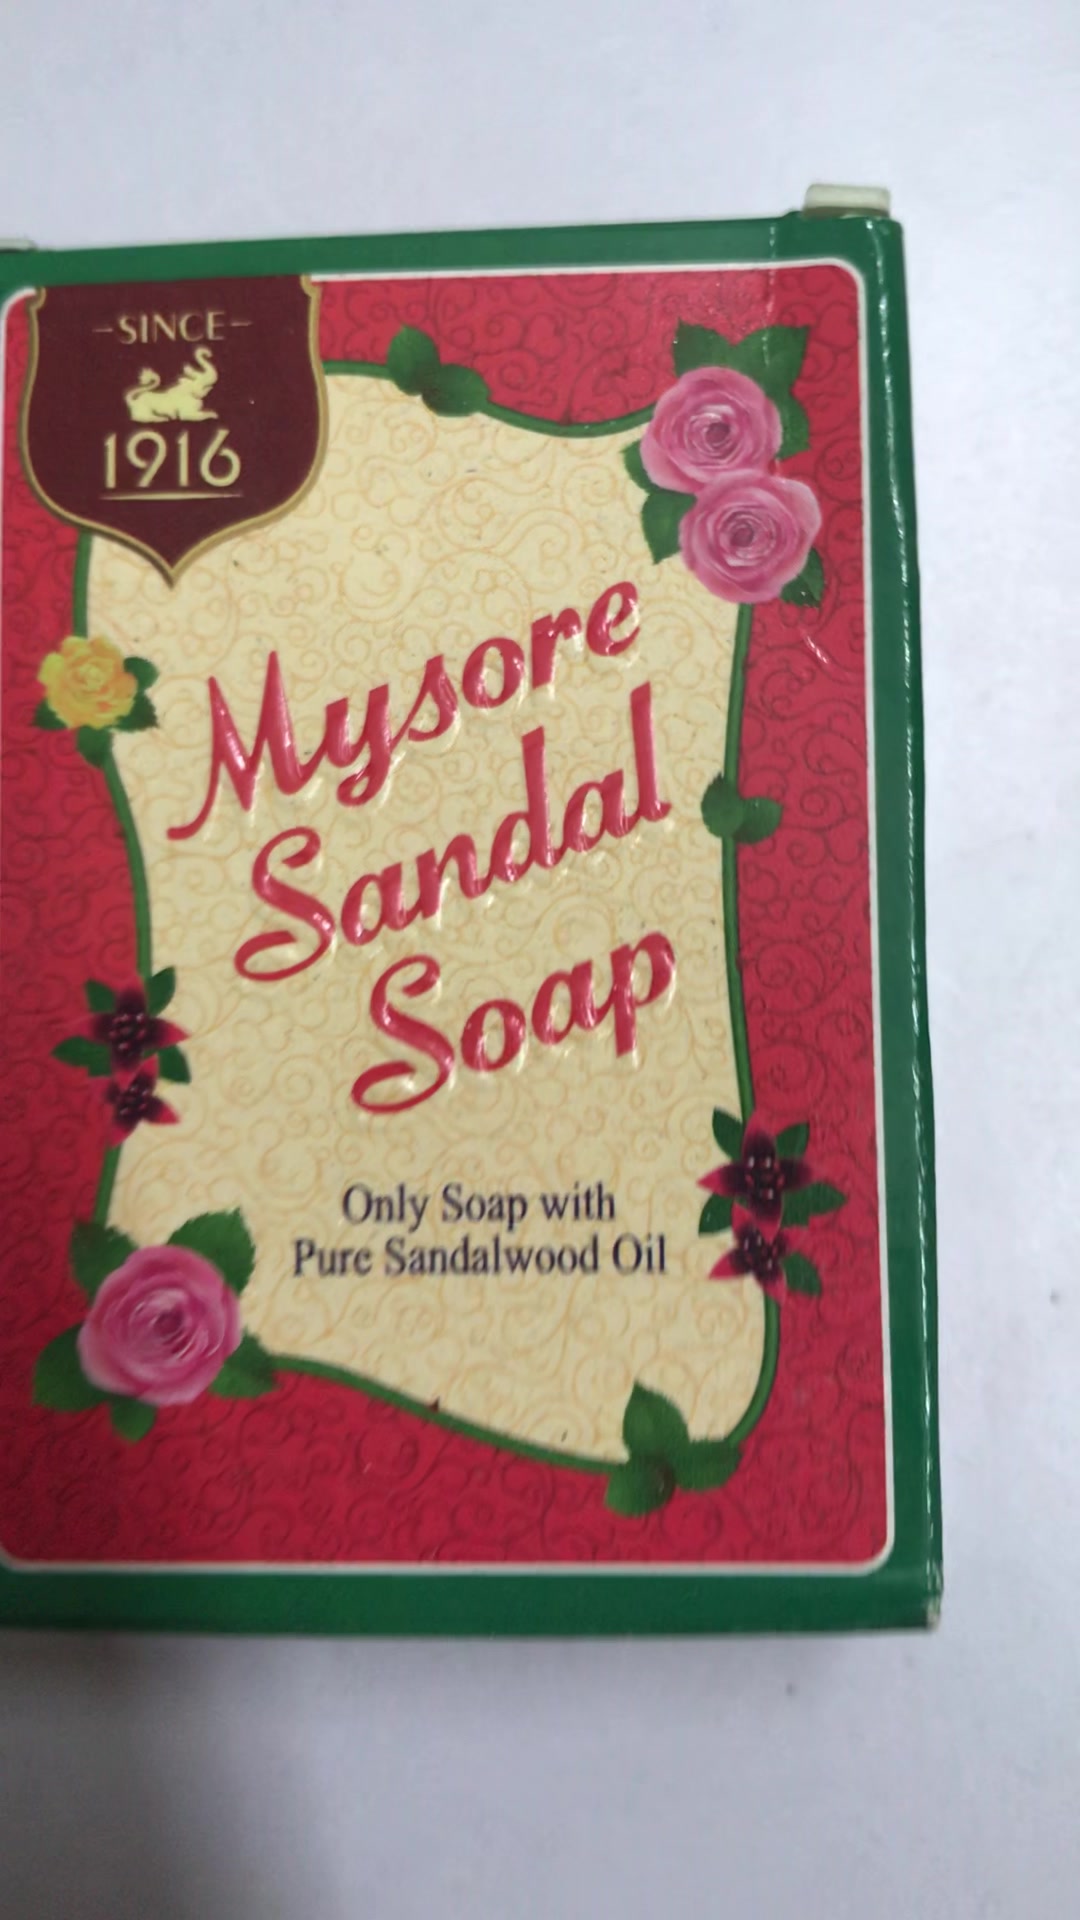 -SINCE-
1916
Mysore
Sandal
Soap
Only Soap with
Pure Sandalwood Oil